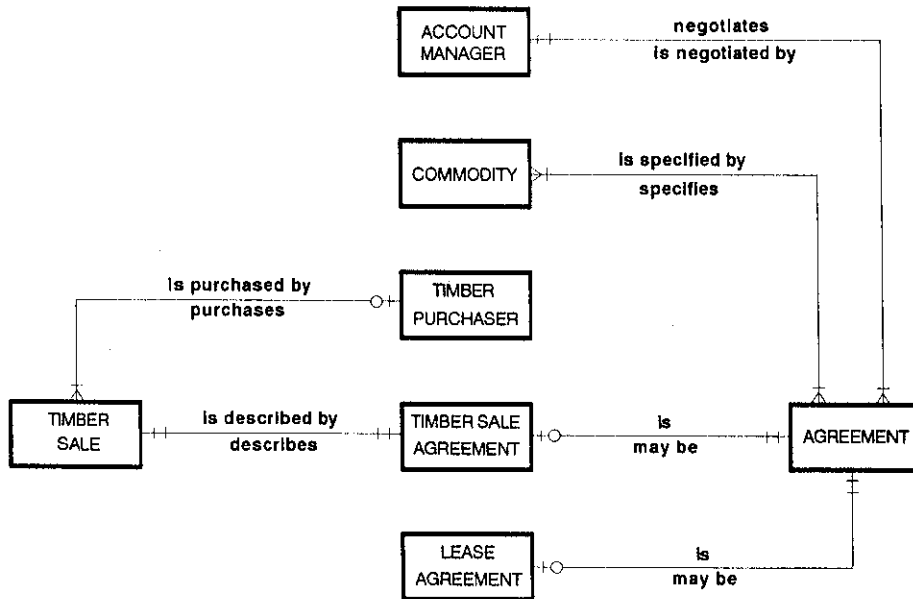 ACCOUNT
MANAGER
negotiates
is negotiated by
COMMODITY
is specified by
specifies
is purchased by
purchases
TIMBER
PURCHASER
TIMBER
SALE
is described by
describes
TIMBER SALE
AGREEMENT
is
may be
AGREEMENT
LEASE
AGREEMENT
is
may be